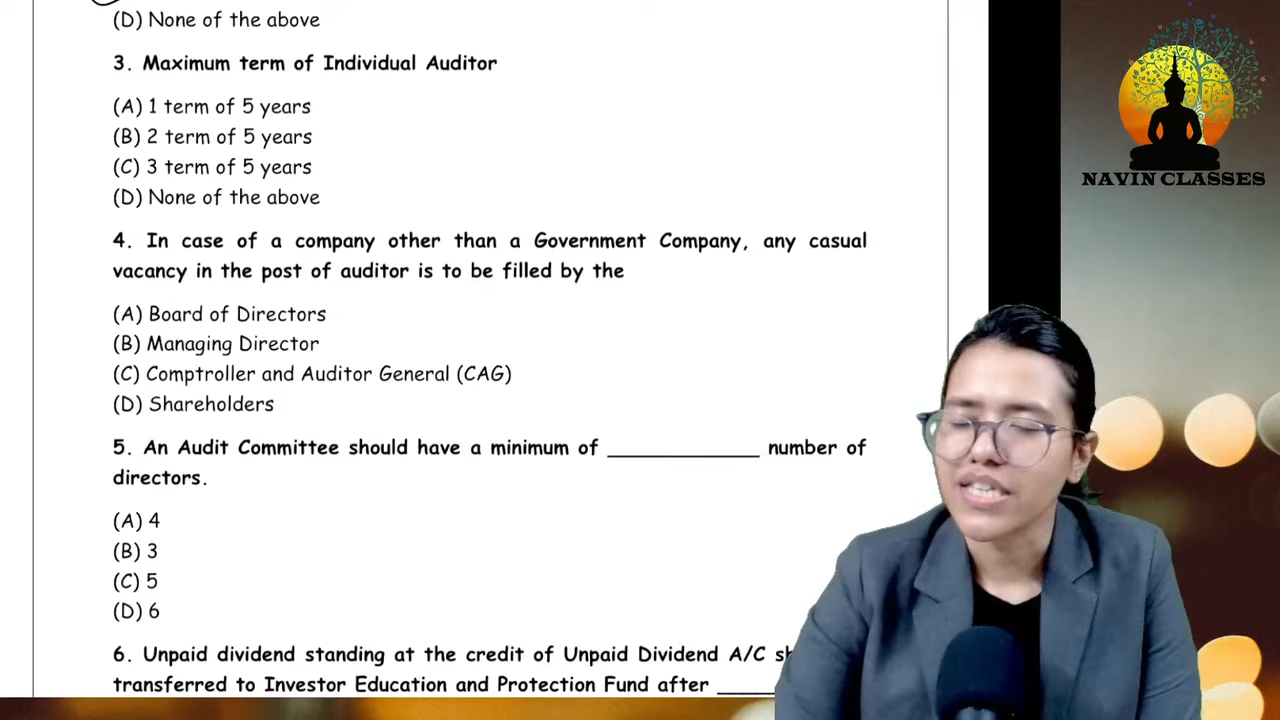 (D) None of the above
3. Maximum term of Individual Auditor
(A) 1 term of 5 years
(B) 2 term of 5 years
(C) 3 term of 5 years
(D) None of the above
4. In case of a company other than a Government Company, any casual
vacancy in the post of auditor is to be filled by the
(A) Board of Directors
(B) Managing Director
(C) Comptroller and Auditor General (CAG)
(D) Shareholders
5. An Audit Committee should have a minimum of ______________ number of
directors.
(A) 4
(B) 3
(C) 5
(D) 6
6. Unpaid dividend standing at the credit of Unpaid Dividend A/C
transferred to Investor Education and Protection Fund after ______
NAVIN CLASSES